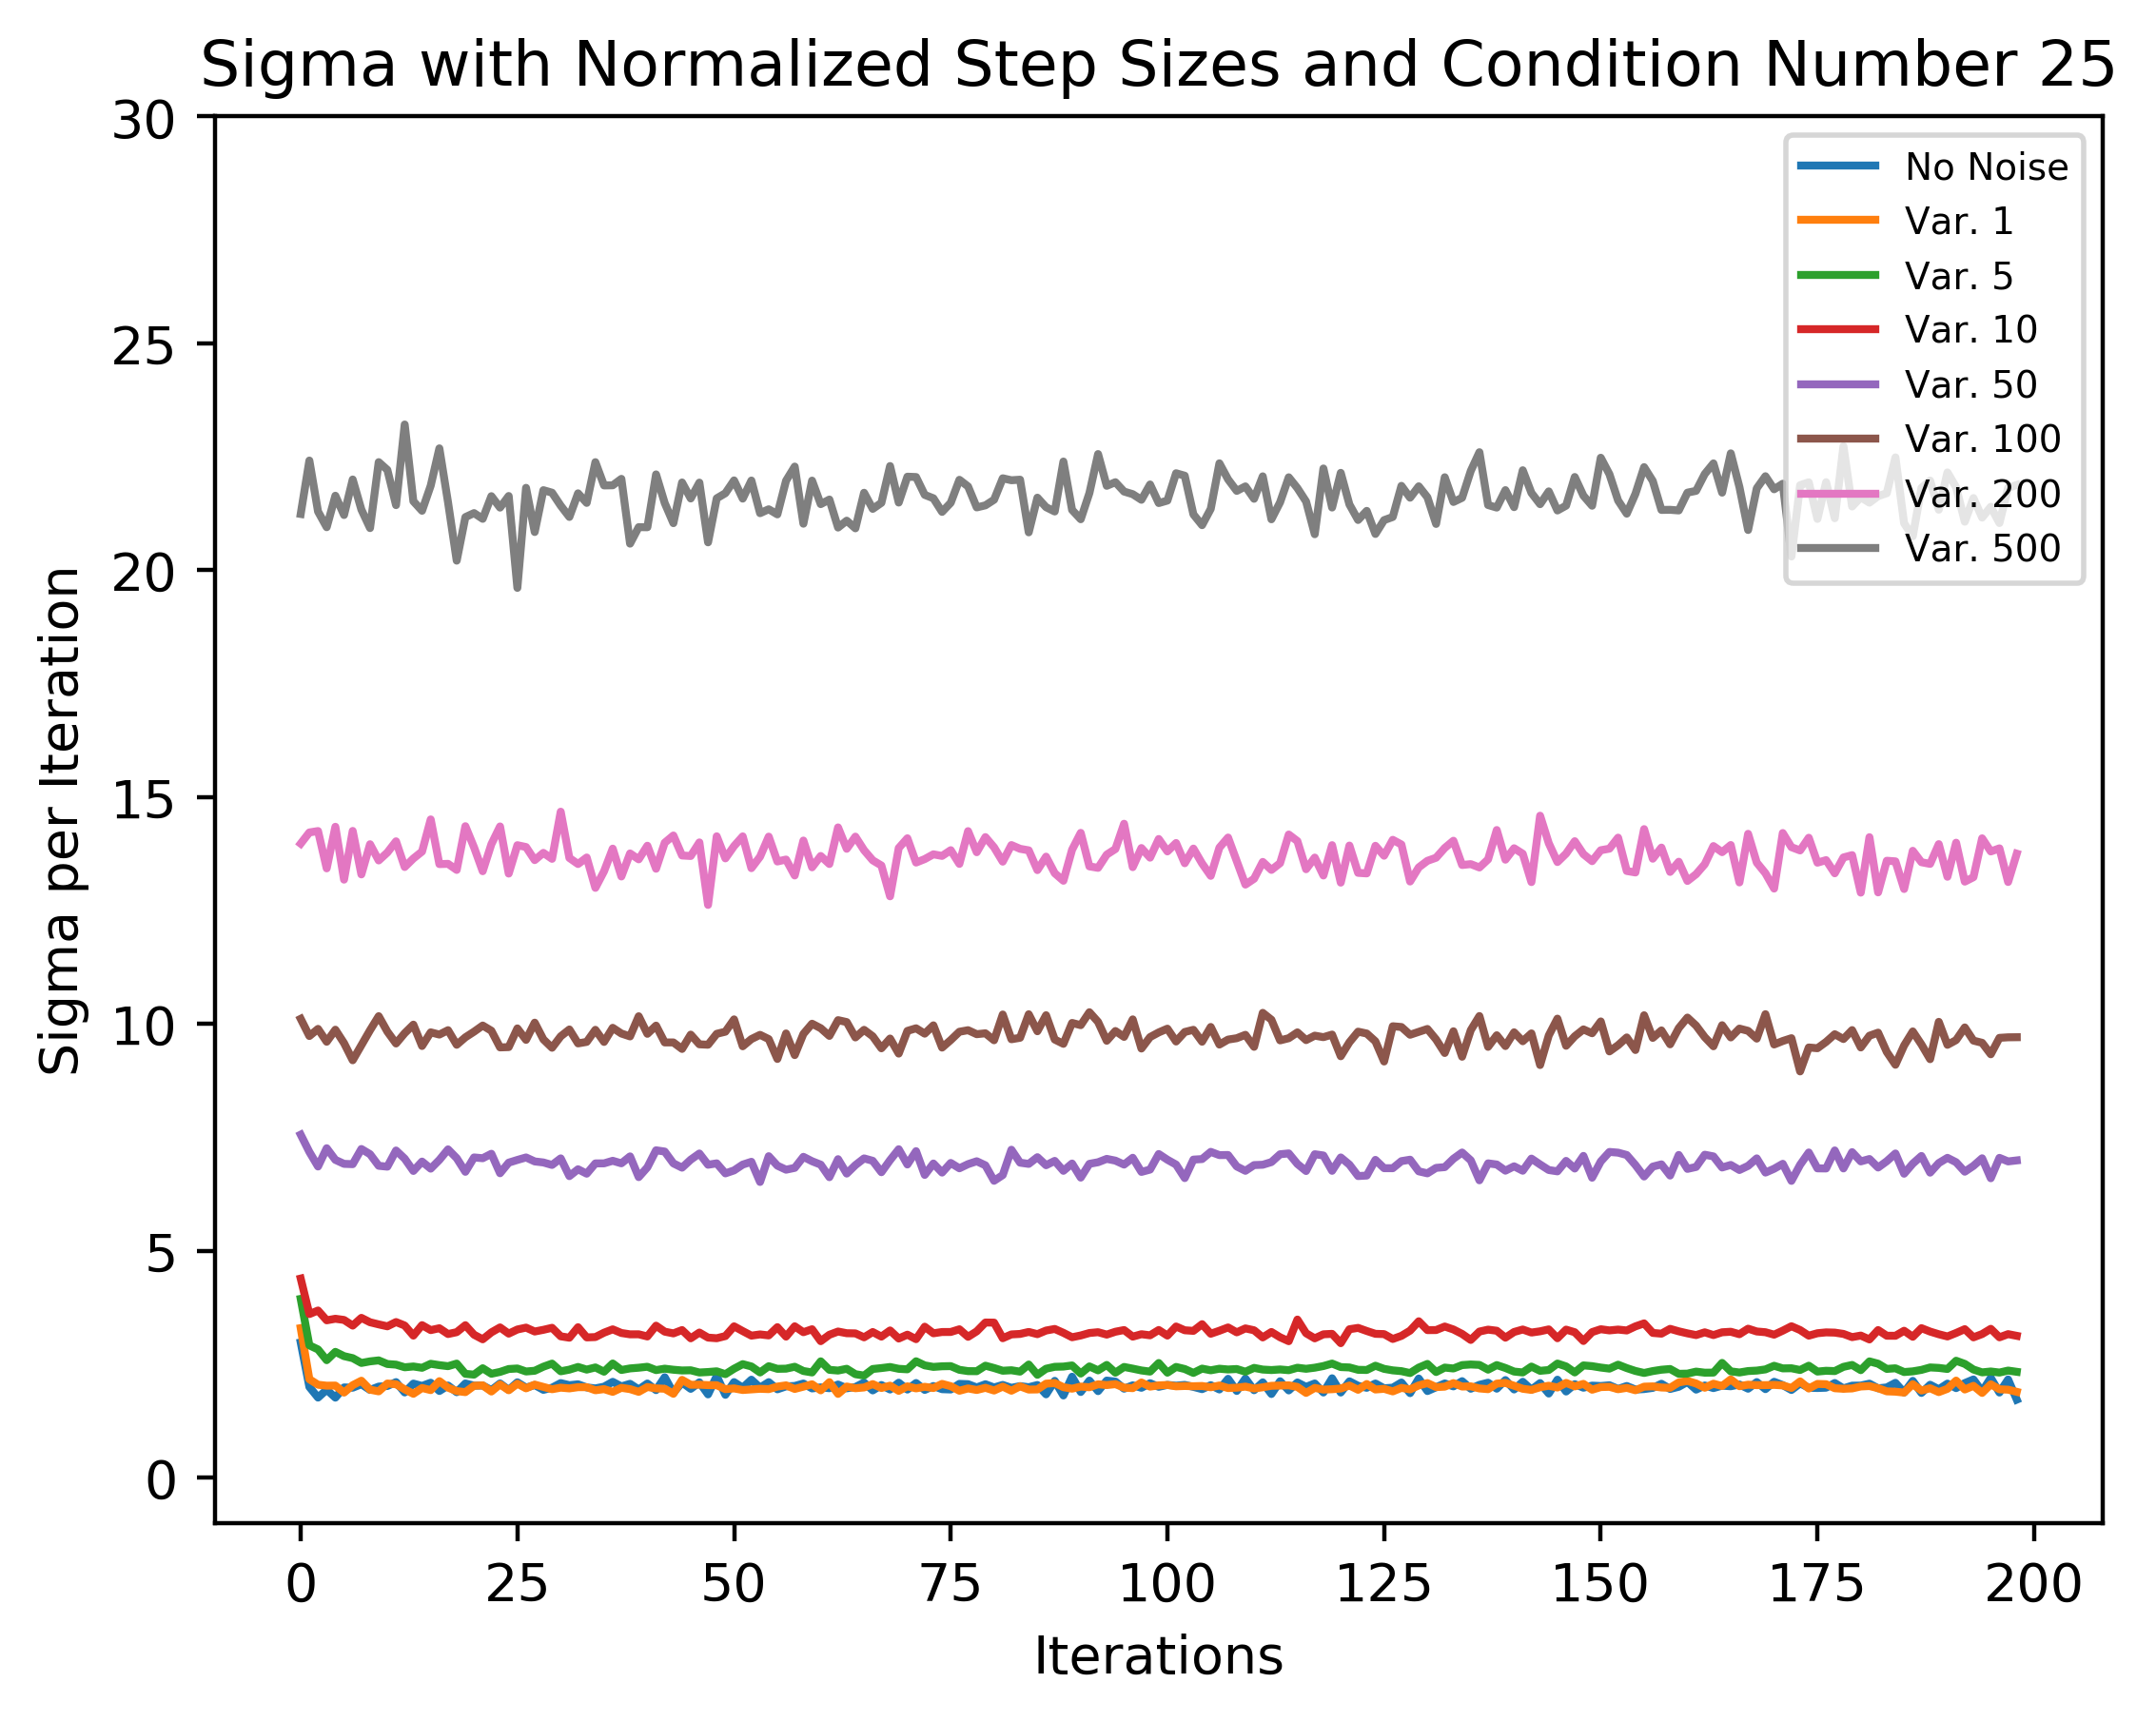 Sigma with Normalized Step Sizes and Condition Number 25
30
25
20
15
10
5
0
Sigma per Iteration
No Noise
Var. 1
Var. 5
Var. 10
Var. 50
Var. 100
Var. 200
Var. 500
0 25 50 75 100 125 150 175 200
Iterations